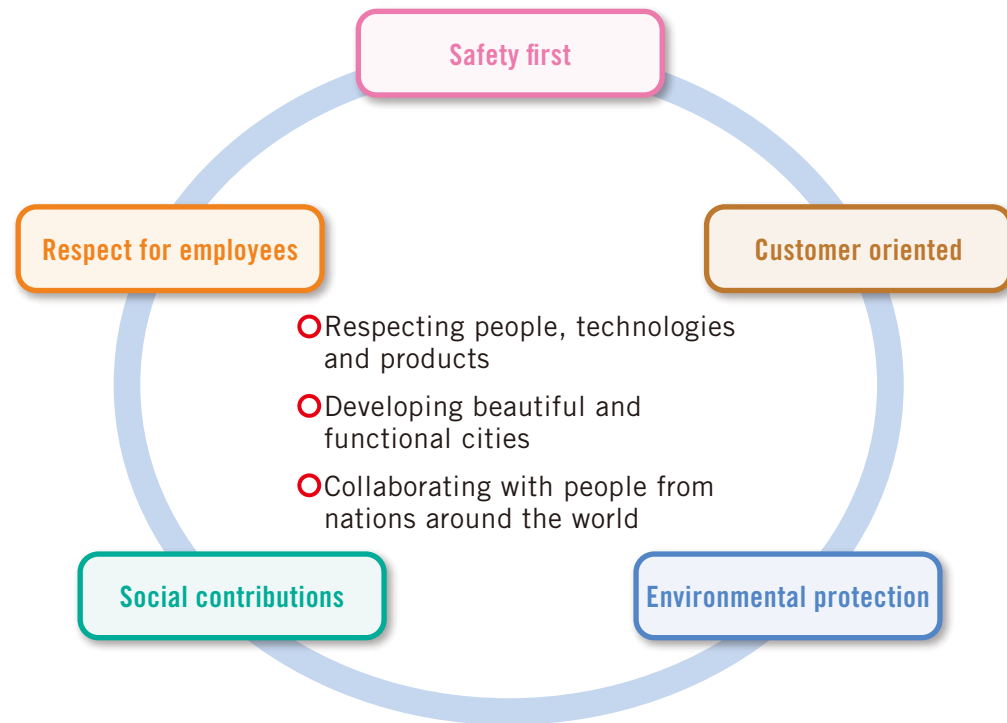 Safety first
Respect for employees
Customer oriented
Respecting people, technologies
and products
Developing beautiful and
functional cities
Collaborating with people from
nations around the world
Social contributions
Environmental protection